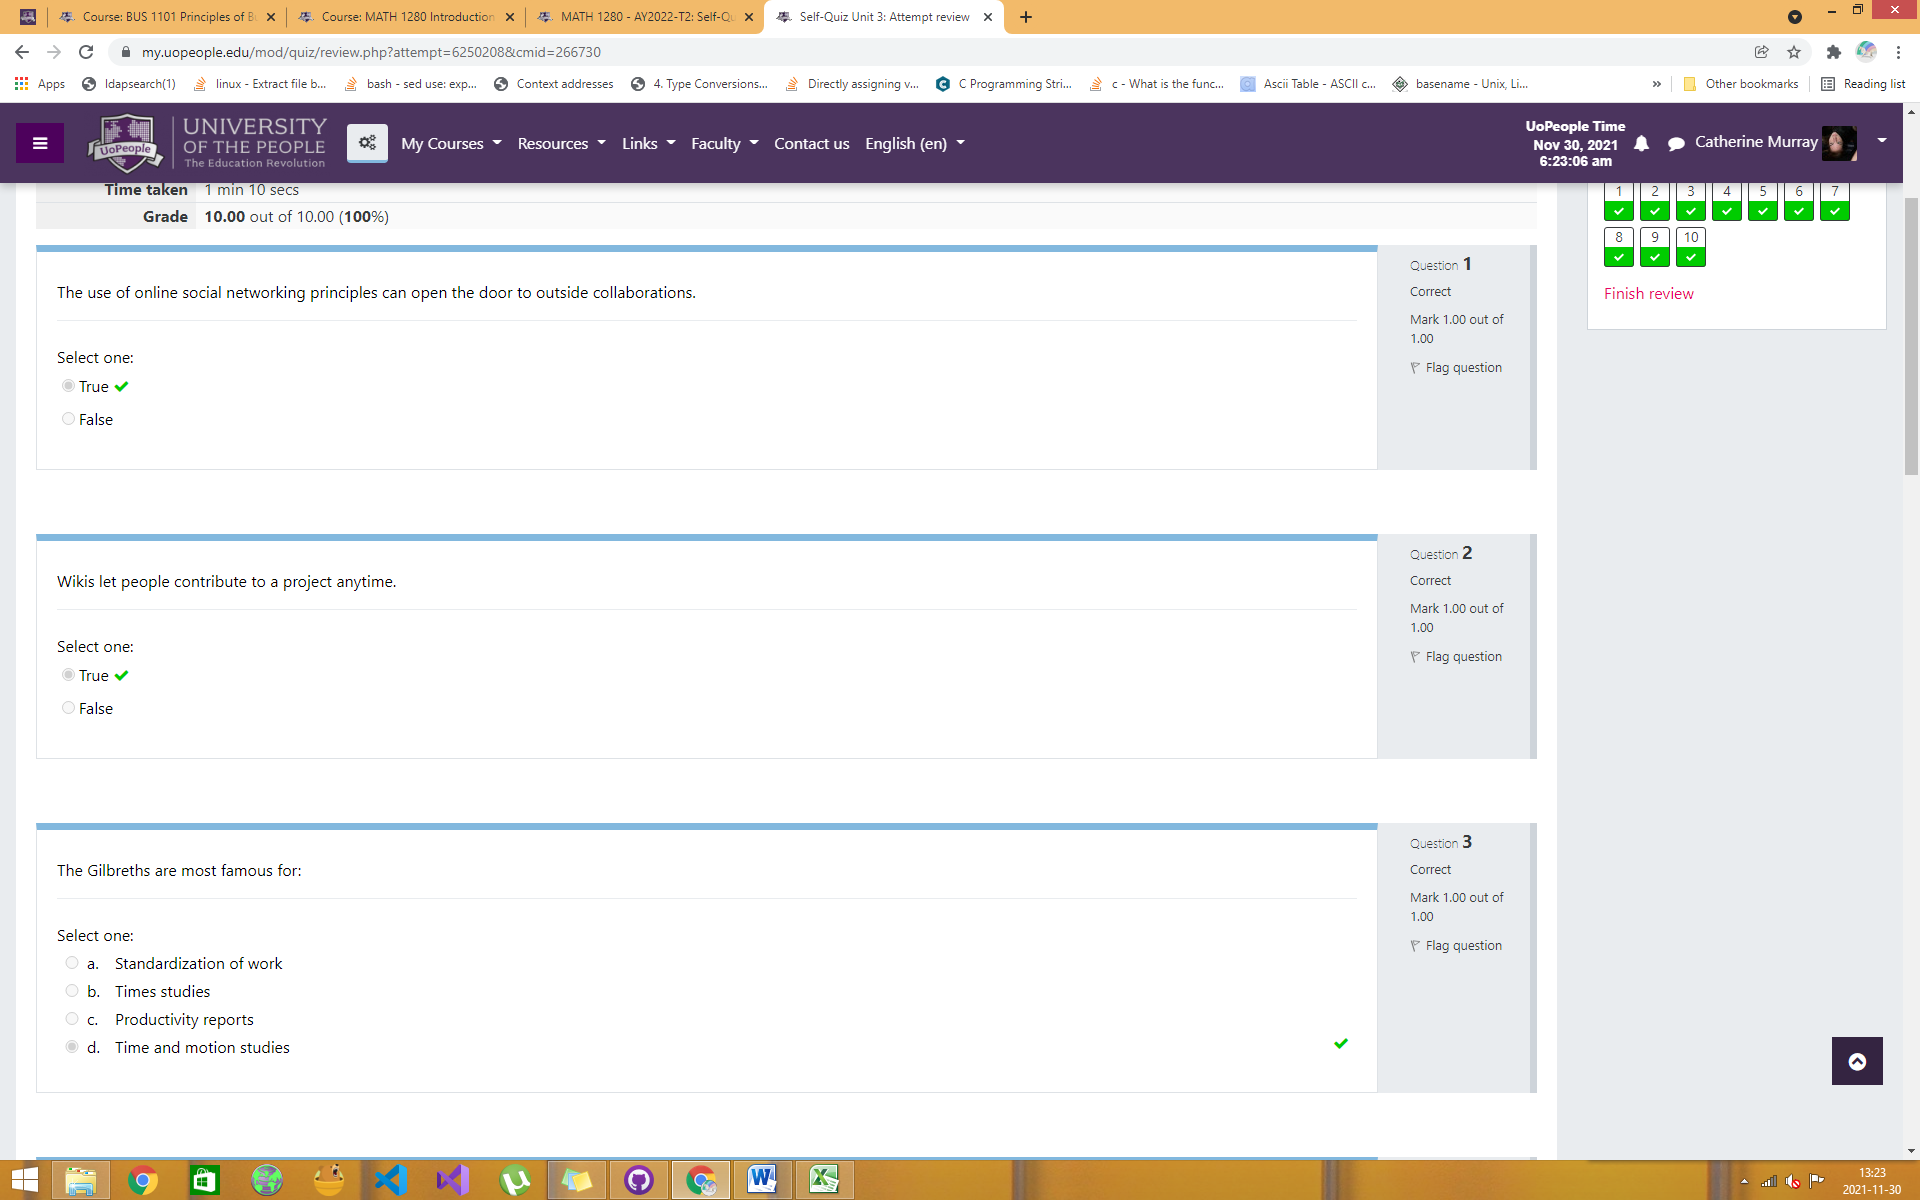 Course: BUS 1101 Principles of B
Course: MATH 1280 Introduction
MATH 1280 - AY2022-T2: Self-Qu
Self-Quiz Unit 3: Attempt review
my.uopeople.edu/mod/quiz/review.php?attempt=6250208&cmid=266730
Apps
ldapsearch(1)
linux - Extract file b...
bash - sed use: exp...
Context addresses
4. Type Conversions...
Directly assigning v...
C Programming Stri...
c - What is the func...
Ascii Table - ASCII c...
basename - Unix, Li...
»
Other bookmarks
Reading list
UoPeople
UNIVERSITY
OF THE PEOPLE
The Education Revolution
My Courses
Resources
Links
Faculty
Contact us
English (en)
UoPeople Time
Nov 30, 2021
6:23:06 am
Catherine Murray
Time taken 1 min 10 secs
Grade 10.00 out of 10.00 (100%)
1 2 3 4 5 6 7
8 9 10
Finish review
The use of online social networking principles can open the door to outside collaborations.
Select one:
True
False
Question 1
Correct
Mark 1.00 out of
1.00
Flag question
Wikis let people contribute to a project anytime.
Select one:
True
False
Question 2
Correct
Mark 1.00 out of
1.00
Flag question
The Gilbreths are most famous for:
Select one:
a. Standardization of work
b. Times studies
c. Productivity reports
d. Time and motion studies
Question 3
Correct
Mark 1.00 out of
1.00
Flag question
13:23
2021-11-30